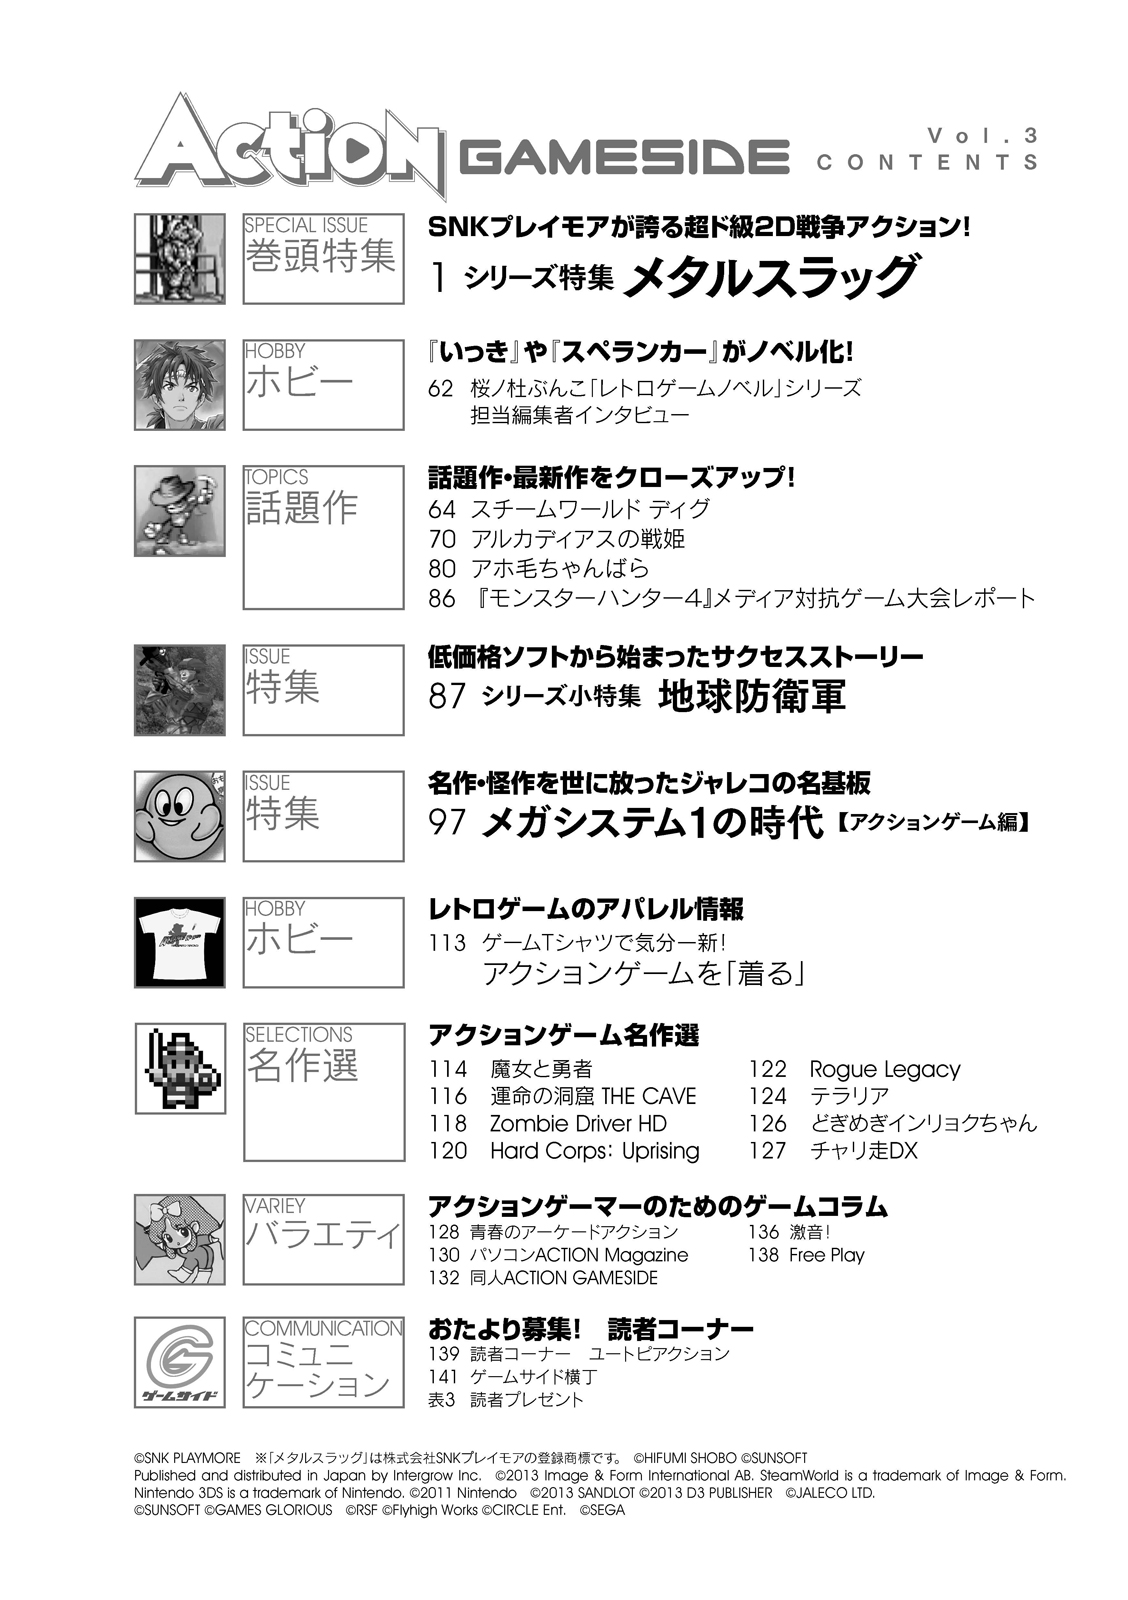 Action GAMESIDE
Vol.3
CONTENTS
SPECIAL ISSUE
巻頭特集
SNKプレイモアが誇る超ド級2D戦争アクション!
1 シリーズ特集 メタルスラッグ
HOBBY
ホビー
『いっき』や『スペランカー』がノベル化!
62 桜ノ杜ぶんこ「レトロゲームノベル」シリーズ
担当編集者インタビュー
TOPICS
話題作
話題作・最新作をクローズアップ!
64 スチームワールド ディグ
70 アルカディアスの戦姫
80 アホ毛ちゃんばら
86 『モンスターハンター4』メディア対抗ゲーム大会レポート
ISSUE
特集
低価格ソフトから始まったサクセスストーリー
87 シリーズ小特集 地球防衛軍
ISSUE
特集
名作・怪作を世に放ったジャレコの名基板
97 メガシステム1の時代【アクションゲーム編】
HOBBY
ホビー
レトロゲームのアパレル情報
113 ゲームTシャツで気分一新!
アクションゲームを「着る」
SELECTIONS
名作選
アクションゲーム名作選
114 魔女と勇者
116 運命の洞窟 THE CAVE
118 Zombie Driver HD
120 Hard Corps: Uprising
122 Rogue Legacy
124 テラリア
126 どぎめぎインリョクちゃん
127 チャリ走DX
VARIEY
バラエティ
アクションゲーマーのためのゲームコラム
128 青春のアーケードアクション
130 パソコンACTION Magazine
132 同人ACTION GAMESIDE
136 激音!
138 Free Play
ゲームサイド
COMMUNICATION
コミュニ
ケーション
おたより募集! 読者コーナー
139 読者コーナー ユートピアクション
141 ゲームサイド横丁
表3 読者プレゼント
©SNK PLAYMORE ※「メタルスラッグ」は株式会社SNKプレイモアの登録商標です。 ©HIFUMI SHOBO ©SUNSOFT
Published and distributed in Japan by Intergrow Inc. ©2013 Image & Form International AB. SteamWorld is a trademark of Image & Form.
Nintendo 3DS is a trademark of Nintendo. ©2011 Nintendo ©2013 SANDLOT ©2013 D3 PUBLISHER ©JALECO LTD.
©SUNSOFT ©GAMES GLORIOUS ©RSF ©Flyhigh Works ©CIRCLE Ent. ©SEGA